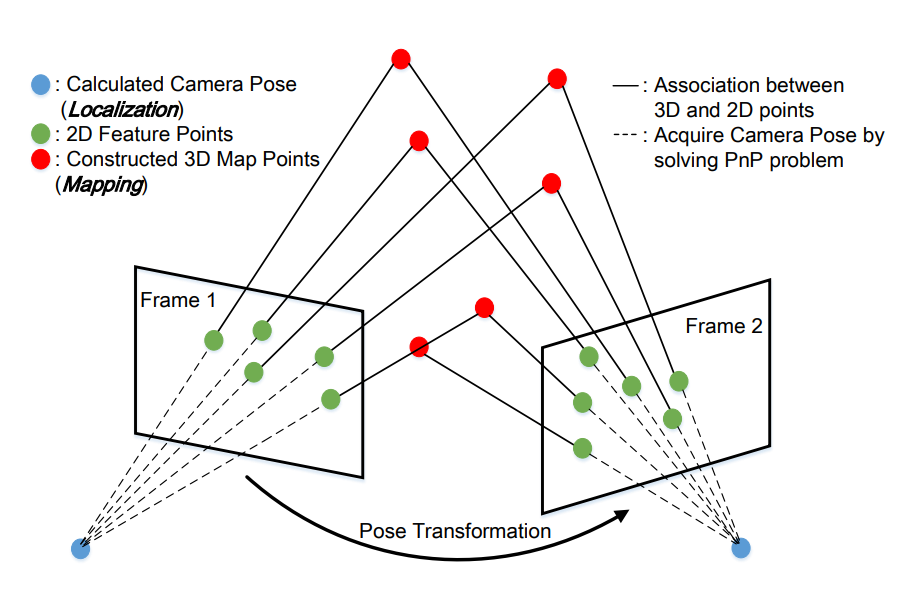 : Calculated Camera Pose
(Localization)
: 2D Feature Points
: Constructed 3D Map Points
(Mapping)
: Association between
3D and 2D points
: Acquire Camera Pose by
solving PnP problem
Frame 1
Frame 2
Pose Transformation